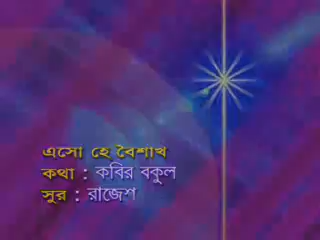 এসো হে বৈশাখ
কথা : কবির বকুল
সুর : রাজেশ